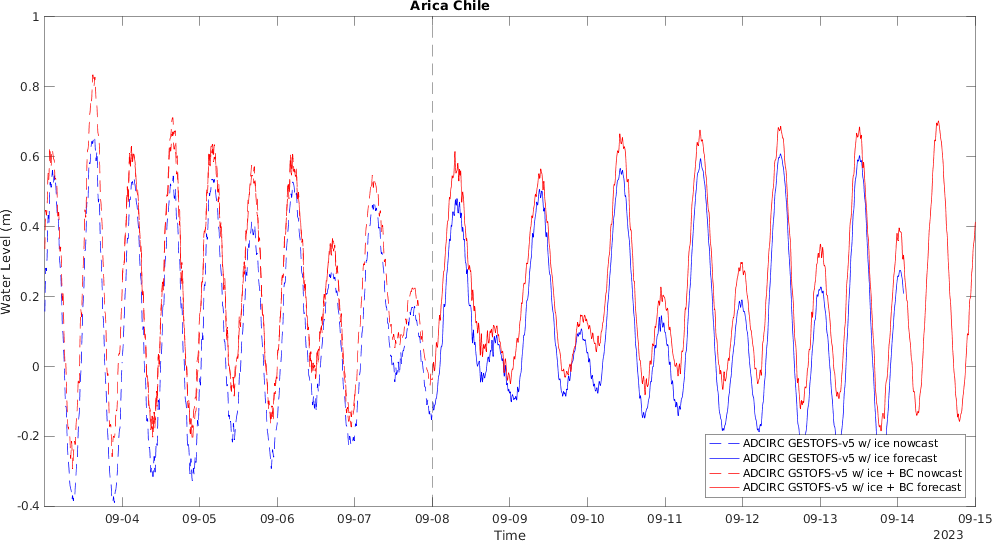 Arica Chile
1
0.8
0.6
0.4
0.2
0
-0.2
-0.4
Water Level (m)
ADCIRC GESTOFS-v5 w/ ice nowcast
ADCIRC GESTOFS-v5 w/ ice forecast
ADCIRC GSTOFS-v5 w/ ice + BC nowcast
ADCIRC GSTOFS-v5 w/ ice + BC forecast
09-04 09-05 09-06 09-07 09-08 09-09 09-10 09-11 09-12 09-13 09-14 09-15
Time
2023